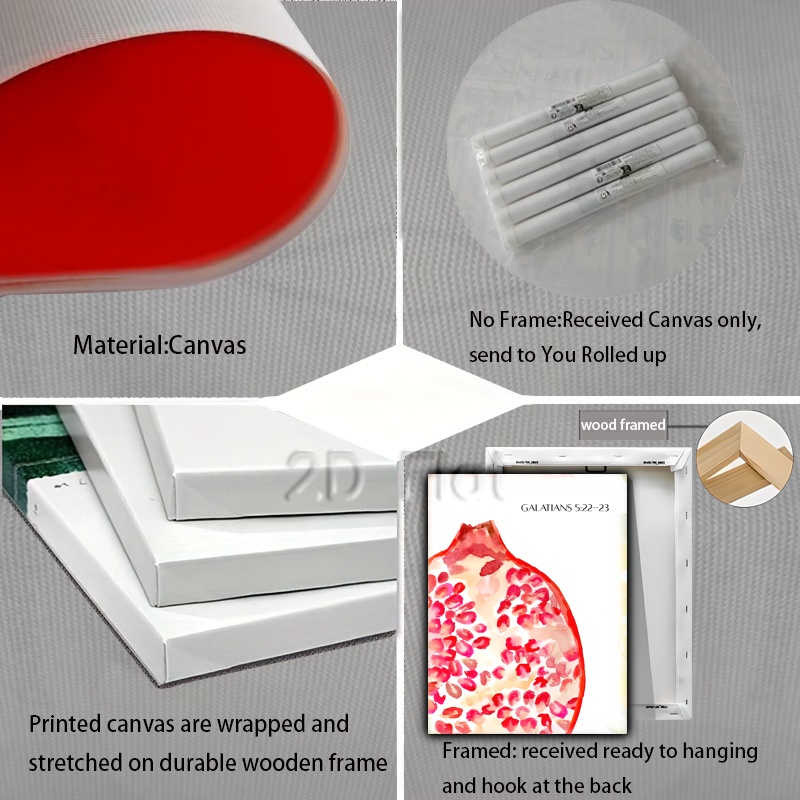 Material:Canvas
No Frame:Received Canvas only,
send to You Rolled up
wood framed
2D Flat
GALATIANS 5:22-23
Printed canvas are wrapped and
stretched on durable wooden frame
Framed: received ready to hanging
and hook at the back